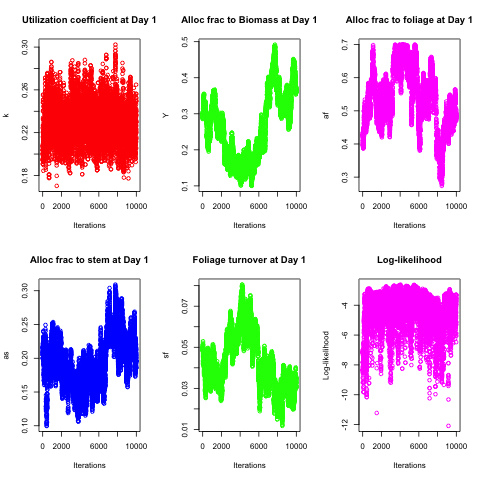 Utilization coefficient at Day 1
k
0.18
0.22
0.26
0.30
0
2000
6000
10000
Iterations
Alloc frac to Biomass at Day 1
Y
0.1
0.2
0.3
0.4
0.5
0
2000
6000
10000
Iterations
Alloc frac to foliage at Day 1
af
0.3
0.4
0.5
0.6
0.7
0
2000
6000
10000
Iterations
Alloc frac to stem at Day 1
as
0.10
0.15
0.20
0.25
0.30
0
2000
6000
10000
Iterations
Foliage turnover at Day 1
sf
0.01
0.03
0.05
0.07
0
2000
6000
10000
Iterations
Log-likelihood
Log-likelihood
-12
-10
-8
-6
-4
0
2000
6000
10000
Iterations